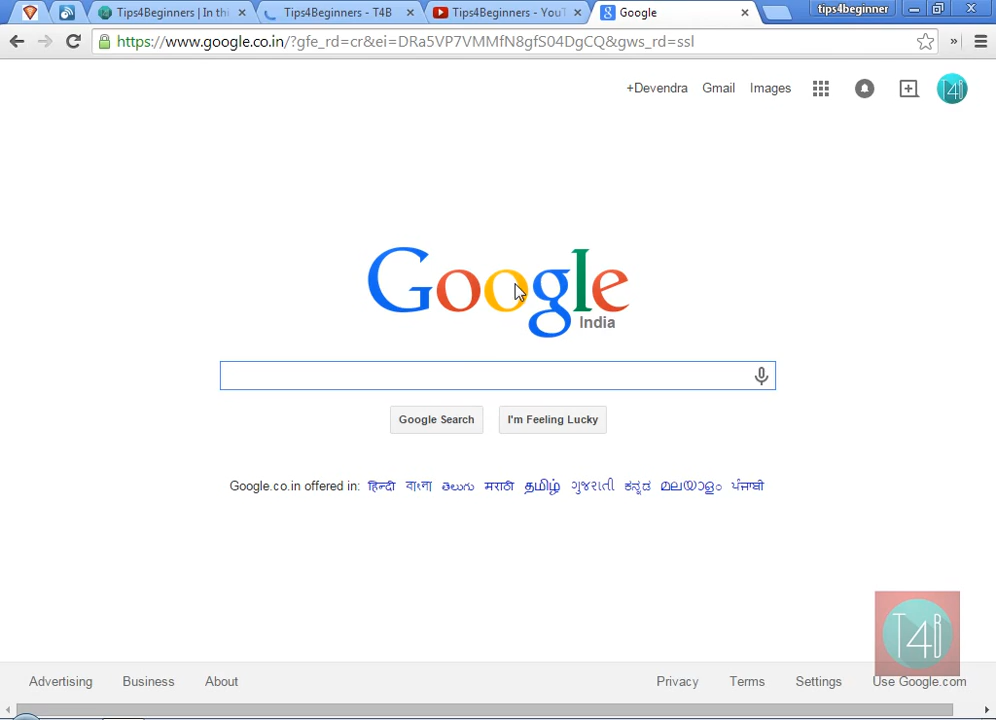 Tips4Beginners | In thi
Tips4Beginners - T4B
Tips4Beginners - YouT
Google
tips4beginner
https://www.google.co.in/?gfe_rd=cr&ei=DRa5VP7VMMfN8gfS04DgCQ&gws_rd=ssl
+Devendra Gmail Images
T4B
Google
India
Google Search I'm Feeling Lucky
Google.co.in offered in: हिन्दी বাংলা తెలుగు मराठी தமிழ் ગુજરાતી ಕನ್ನಡ മലയാളം ਪੰਜਾਬੀ
T4B
Advertising Business About Privacy Terms Settings Use Google.com